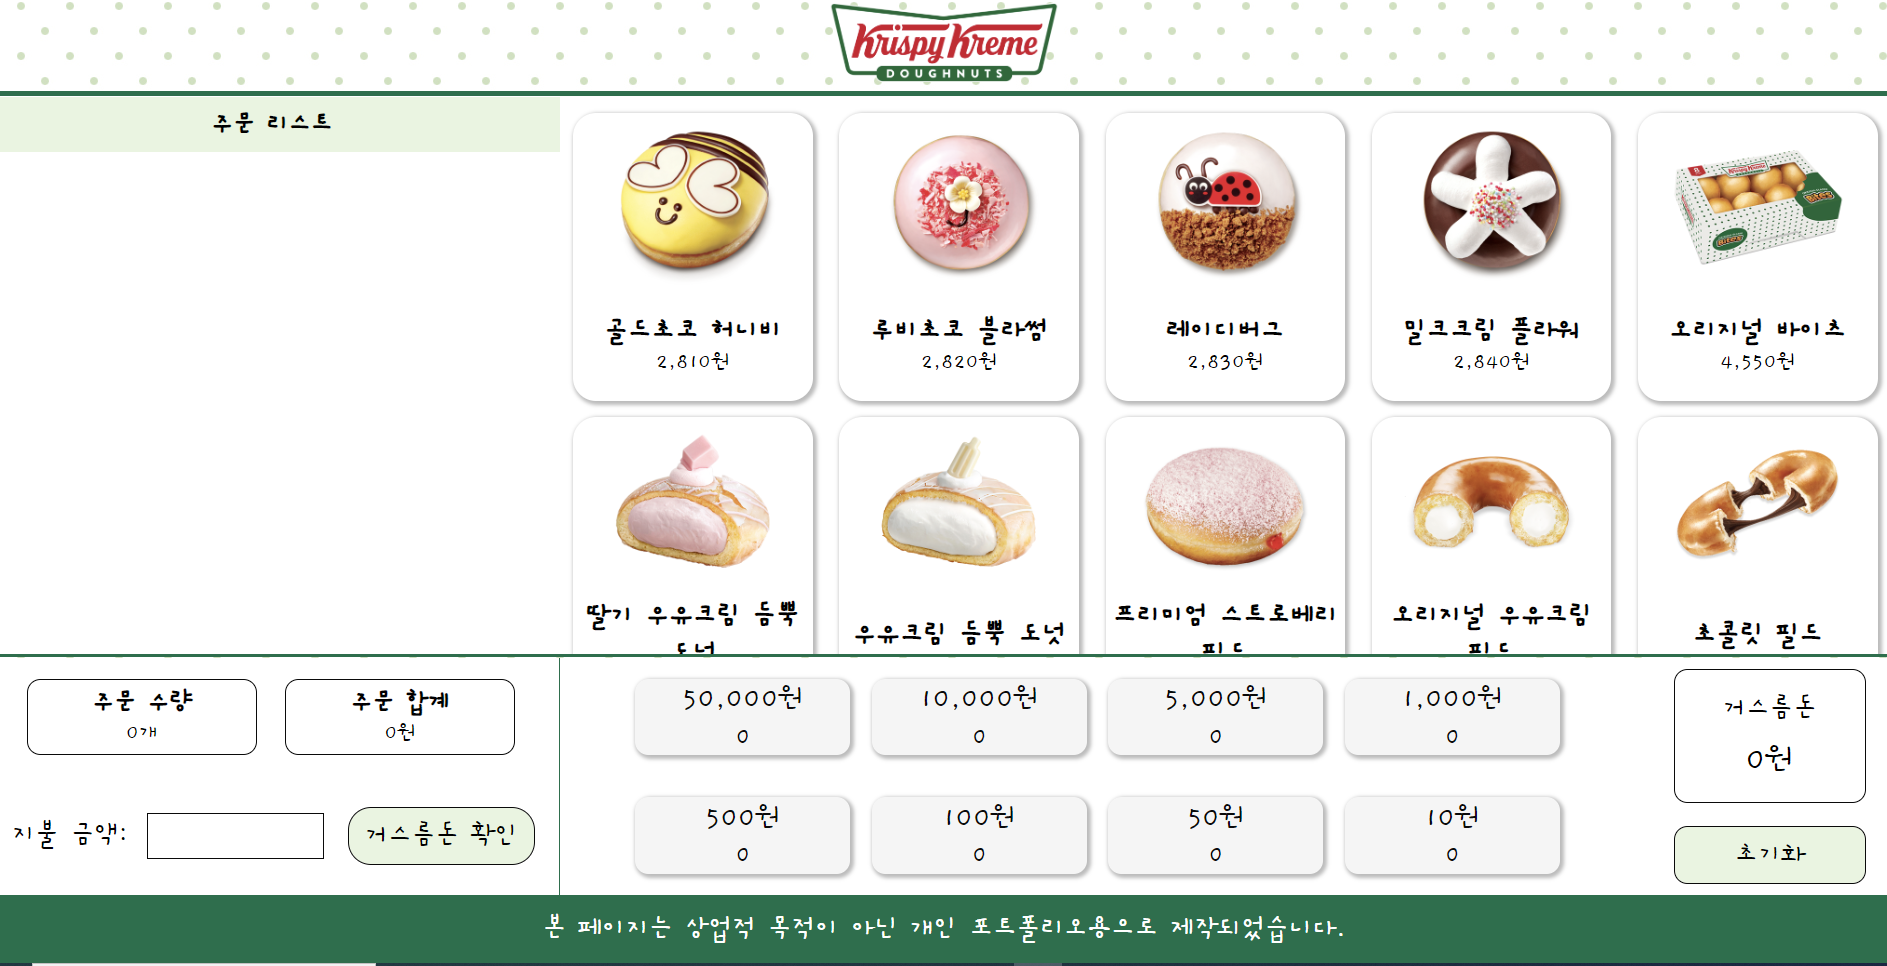 Krispy Kreme
DOUGHNUTS
주문 리스트
골드초코 허니비
2,810원
루비초코 블라썸
2,820원
레이디버그
2,830원
밀크크림 플라워
2,840원
오리지널 바이츠
4,550원
딸기 우유크림 듬뿍
도넛
우유크림 듬뿍 도넛
프리미엄 스트로베리
필드
오리지널 우유크림
필드
초콜릿 필드
주문 수량
0개
주문 합계
0원
지불 금액:
거스름돈 확인
50,000원
0
10,000원
0
5,000원
0
1,000원
0
500원
0
100원
0
50원
0
10원
0
거스름돈
0원
초기화
본 페이지는 상업적 목적이 아닌 개인 포트폴리오용으로 제작되었습니다.